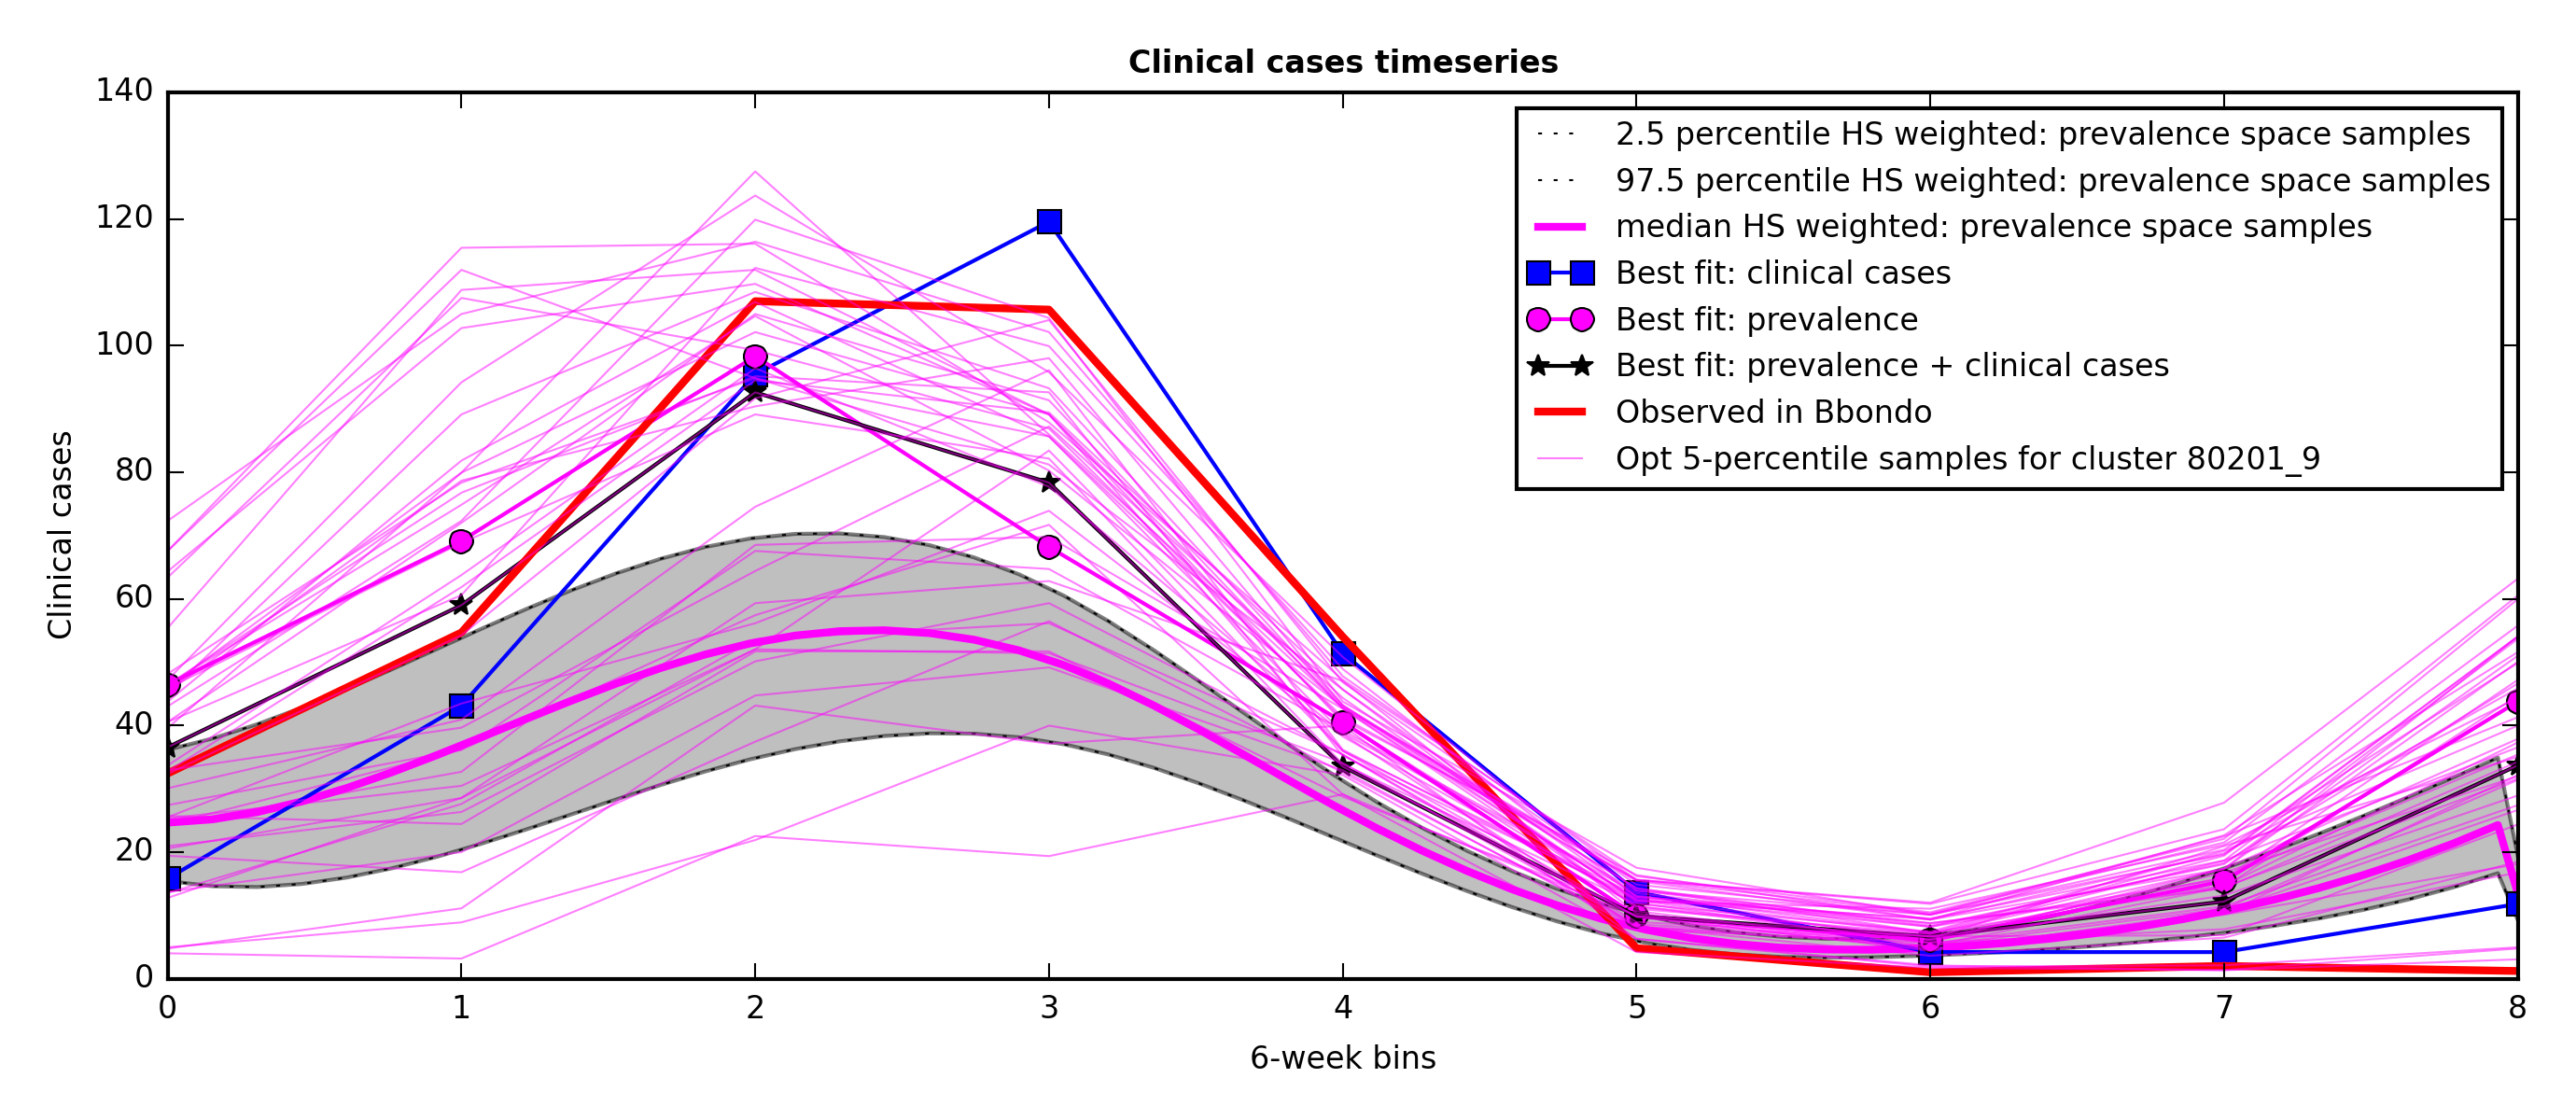 Clinical cases timeseries
140
120
100
80
60
40
20
0
Clinical cases
2.5 percentile HS weighted: prevalence space samples
97.5 percentile HS weighted: prevalence space samples
median HS weighted: prevalence space samples
Best fit: clinical cases
Best fit: prevalence
Best fit: prevalence + clinical cases
Observed in Bbondo
Opt 5-percentile samples for cluster 80201_9
0 1 2 3 4 5 6 7 8
6-week bins